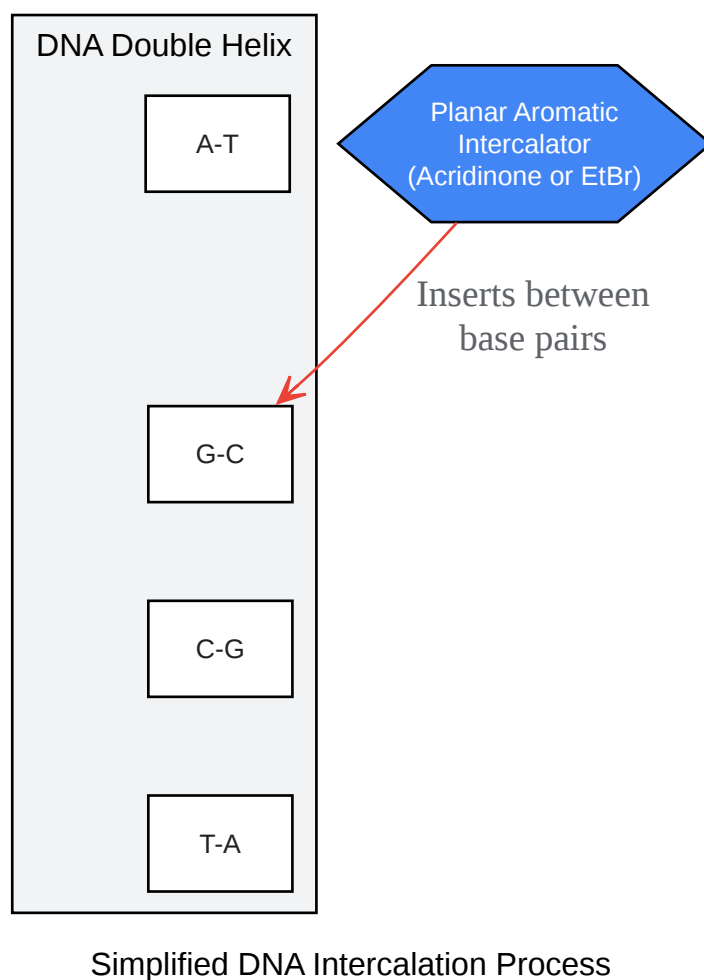 DNA Double Helix
A-T
Planar Aromatic
Intercalator
(Acridinone or EtBr)
Inserts between
base pairs
G-C
C-G
T-A
Simplified DNA Intercalation Process